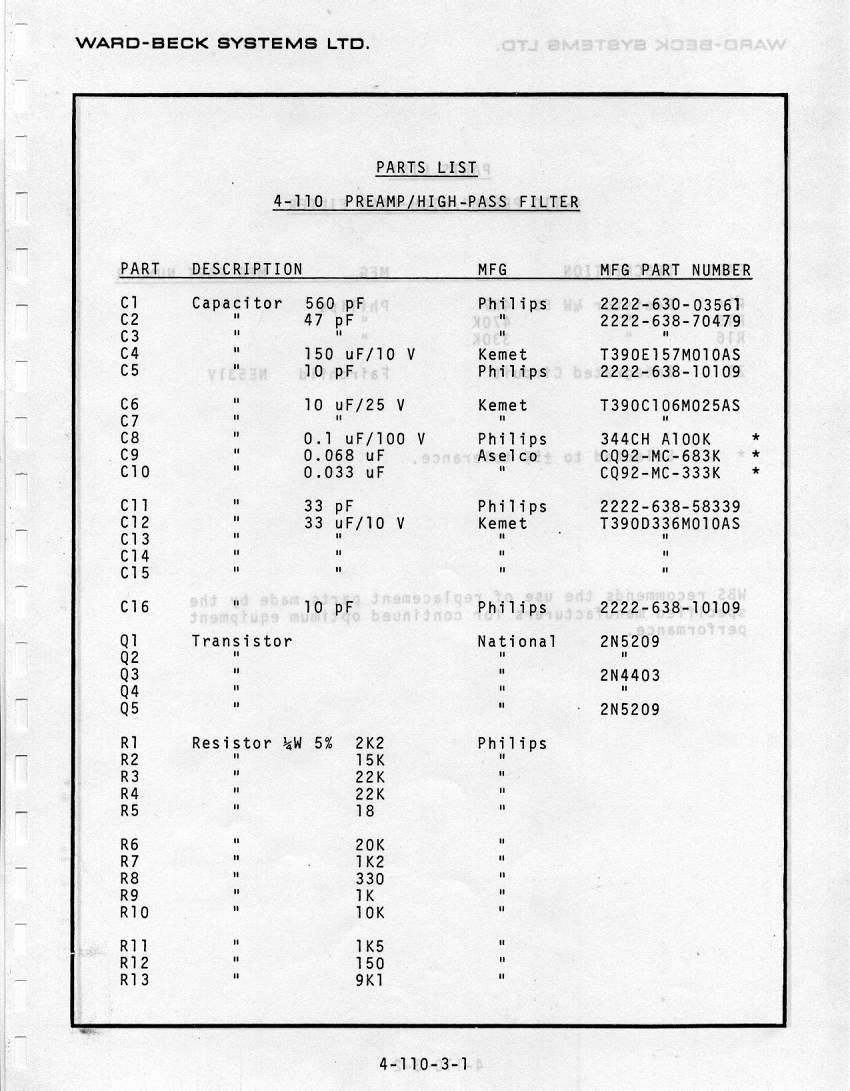 WARD-BECK SYSTEMS LTD.
PARTS LIST
4-110 PREAMP/HIGH-PASS FILTER
PART DESCRIPTION MFG MFG PART NUMBER
C1 Capacitor 560 pF Philips 2222-630-03561
C2 " 47 pF " 2222-638-70479
C3 " " " "
C4 " 150 uF/10 V Kemet T390E157M010AS
C5 " 10 pF Philips 2222-638-10109
C6 " 10 uF/25 V Kemet T390C106M025AS
C7 " " " "
C8 " 0.1 uF/100 V Philips 344CH A100K *
C9 " 0.068 uF Aselco CQ92-MC-683K *
C10 " 0.033 uF " CQ92-MC-333K *
C11 " 33 pF Philips 2222-638-58339
C12 " 33 uF/10 V Kemet T390D336M010AS
C13 " " " "
C14 " " " "
C15 " " " "
C16 " 10 pF Philips 2222-638-10109
Q1 Transistor National 2N5209
Q2 " " "
Q3 " " 2N4403
Q4 " " "
Q5 " " 2N5209
R1 Resistor ¼W 5% 2K2 Philips
R2 " 15K "
R3 " 22K "
R4 " 22K "
R5 " 18 "
R6 " 20K "
R7 " 1K2 "
R8 " 330 "
R9 " 1K "
R10 " 10K "
R11 " 1K5 "
R12 " 150 "
R13 " 9K1 "
4-110-3-1